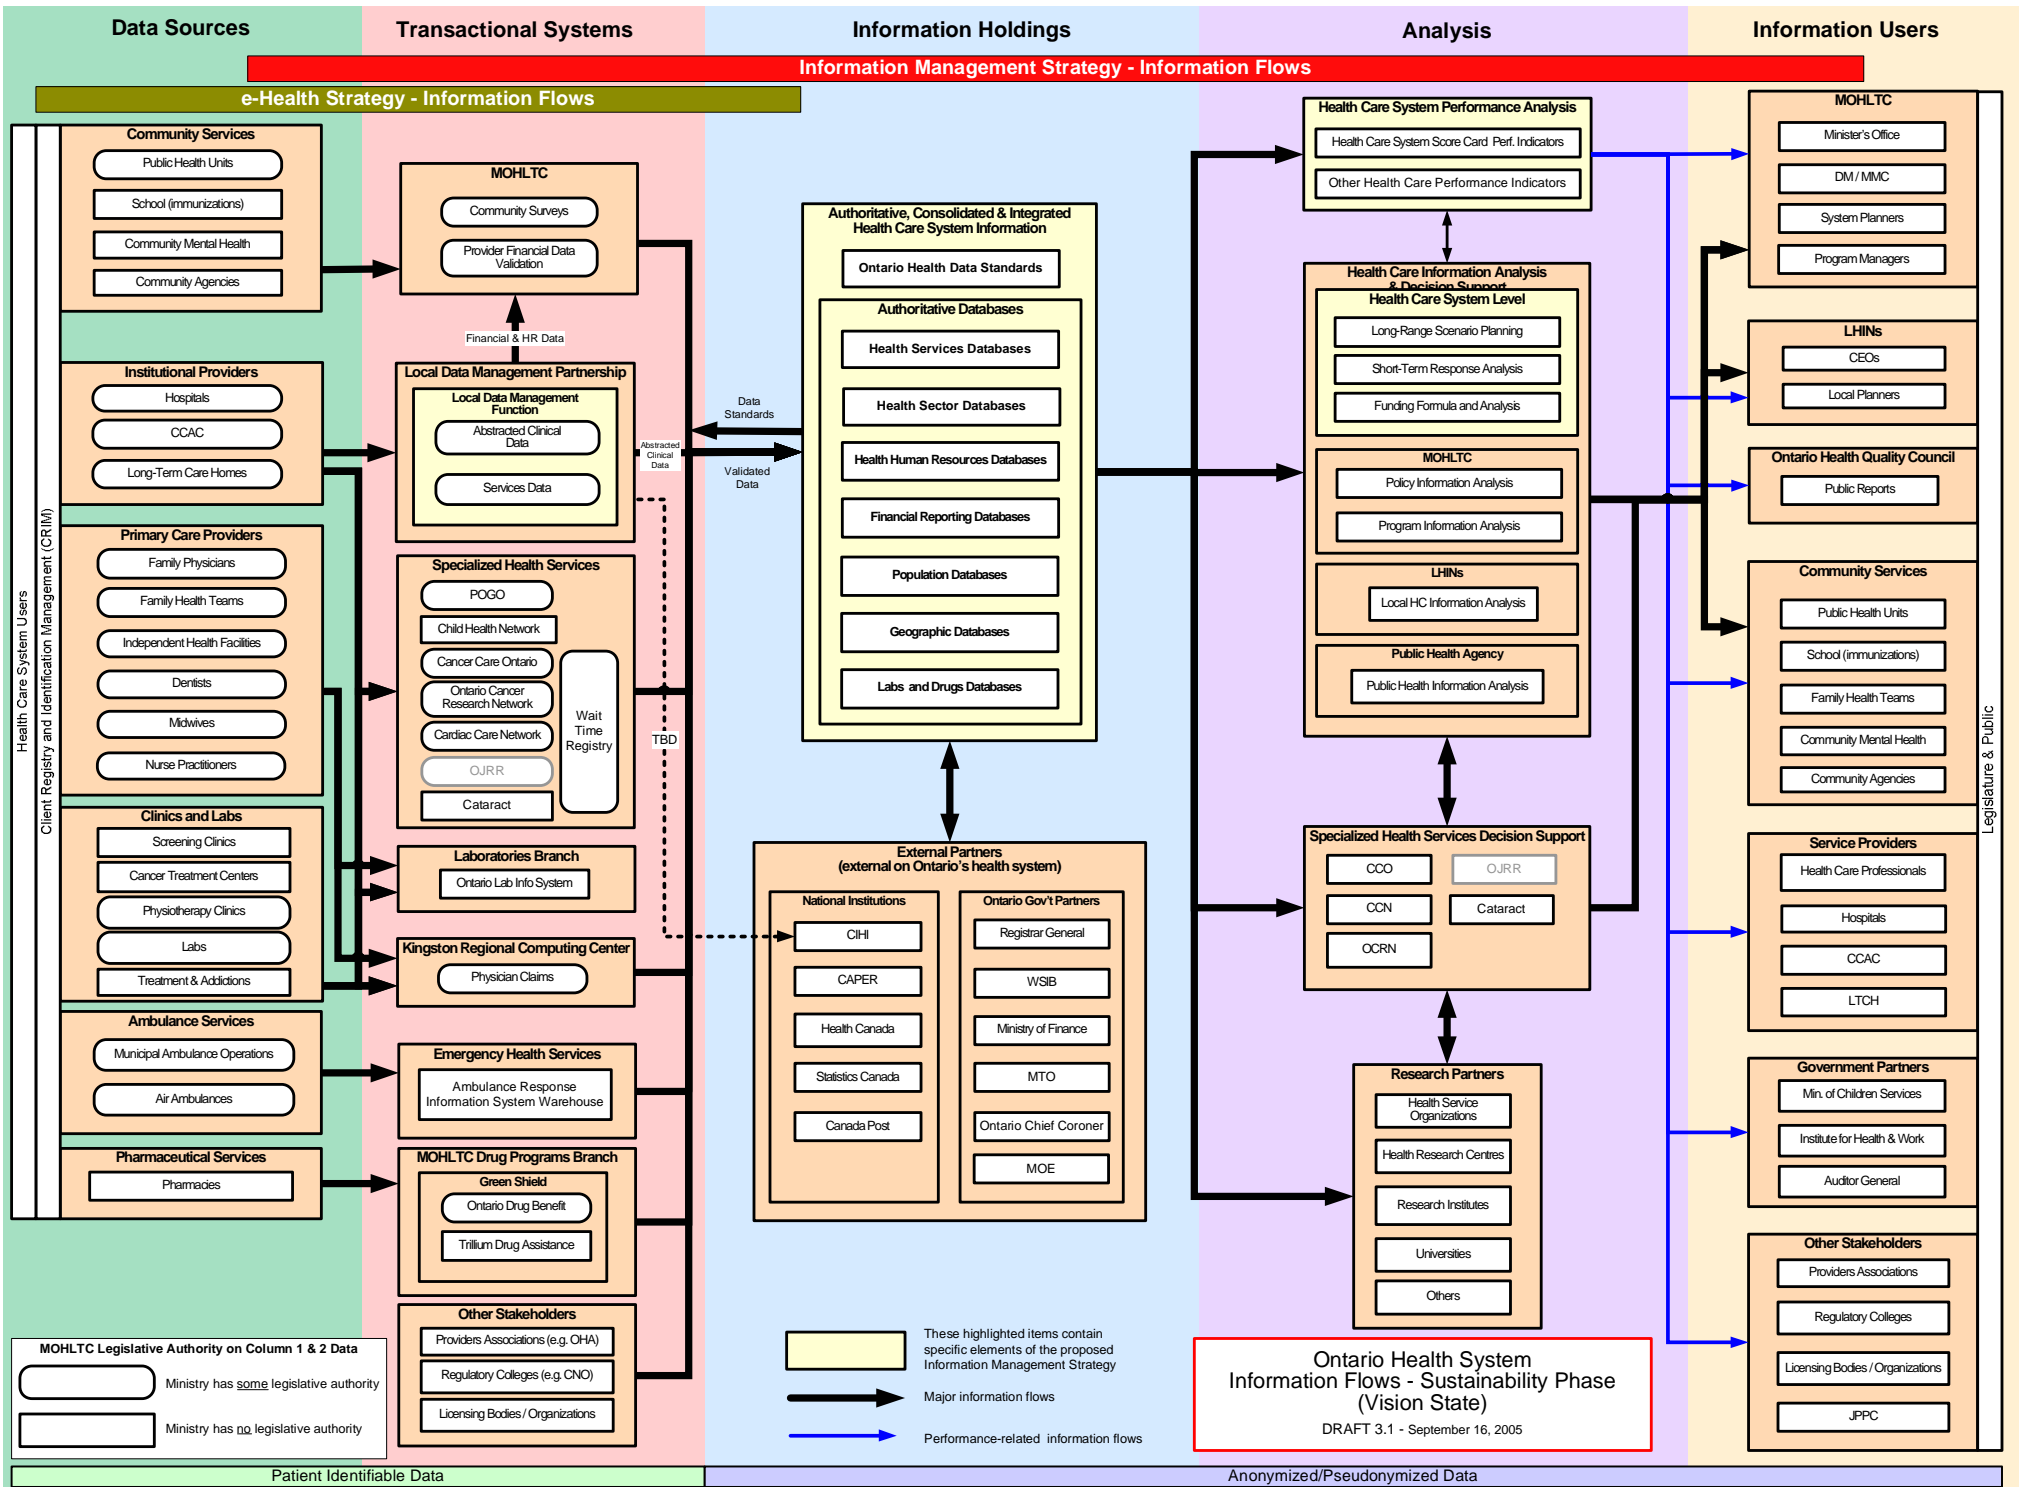 Data Sources
Transactional Systems
Information Holdings
Analysis
Information Users
Information Management Strategy - Information Flows
e-Health Strategy - Information Flows
Health Care System Users
Client Registry and Identification Management (CRIM)
Community Services
Public Health Units
School (immunizations)
Community Mental Health
Community Agencies
Institutional Providers
Hospitals
CCAC
Long-Term Care Homes
Primary Care Providers
Family Physicians
Family Health Teams
Independent Health Facilities
Dentists
Midwives
Nurse Practitioners
Clinics and Labs
Screening Clinics
Cancer Treatment Centers
Physiotherapy Clinics
Labs
Treatment & Addictions
Ambulance Services
Municipal Ambulance Operations
Air Ambulances
Pharmaceutical Services
Pharmacies
MOHLTC Legislative Authority on Column 1 & 2 Data
Ministry has some legislative authority
Ministry has no legislative authority
MOHLTC
Community Surveys
Provider Financial Data
Validation
Financial & HR Data
Local Data Management Partnership
Local Data Management
Function
Abstracted Clinical
Data
Services Data
Abstracted
Clinical
Data
Specialized Health Services
POGO
Child Health Network
Cancer Care Ontario
Ontario Cancer
Research Network
Cardiac Care Network
OJRR
Cataract
Wait
Time
Registry
TBD
Laboratories Branch
Ontario Lab Info System
Kingston Regional Computing Center
Physician Claims
Emergency Health Services
Ambulance Response
Information System Warehouse
MOHLTC Drug Programs Branch
Green Shield
Ontario Drug Benefit
Trillium Drug Assistance
Other Stakeholders
Providers Associations (e.g. OHA)
Regulatory Colleges (e.g. CNO)
Licensing Bodies / Organizations
Data
Standards
Validated
Data
Authoritative, Consolidated & Integrated
Health Care System Information
Ontario Health Data Standards
Authoritative Databases
Health Services Databases
Health Sector Databases
Health Human Resources Databases
Financial Reporting Databases
Population Databases
Geographic Databases
Labs and Drugs Databases
External Partners
(external on Ontario's health system)
National Institutions
CIHI
CAPER
Health Canada
Statistics Canada
Canada Post
Ontario Gov't Partners
Registrar General
WSIB
Ministry of Finance
MTO
Ontario Chief Coroner
MOE
These highlighted items contain
specific elements of the proposed
Information Management Strategy
Major information flows
Performance-related information flows
Health Care System Performance Analysis
Health Care System Score Card Perf. Indicators
Other Health Care Performance Indicators
Health Care Information Analysis
& Decision Support
Health Care System Level
Long-Range Scenario Planning
Short-Term Response Analysis
Funding Formula and Analysis
MOHLTC
Policy Information Analysis
Program Information Analysis
LHINs
Local HC Information Analysis
Public Health Agency
Public Health Information Analysis
Specialized Health Services Decision Support
CCO
OJRR
CCN
Cataract
OCRN
Research Partners
Health Service
Organizations
Health Research Centres
Research Institutes
Universities
Others
Ontario Health System
Information Flows - Sustainability Phase
(Vision State)
DRAFT 3.1 - September 16, 2005
MOHLTC
Minister's Office
DM / MMC
System Planners
Program Managers
LHINs
CEOs
Local Planners
Ontario Health Quality Council
Public Reports
Community Services
Public Health Units
School (immunizations)
Family Health Teams
Community Mental Health
Community Agencies
Service Providers
Health Care Professionals
Hospitals
CCAC
LTCH
Government Partners
Min. of Children Services
Institute for Health & Work
Auditor General
Other Stakeholders
Providers Associations
Regulatory Colleges
Licensing Bodies / Organizations
JPPC
Legislature & Public
Patient Identifiable Data
Anonymized/Pseudonymized Data